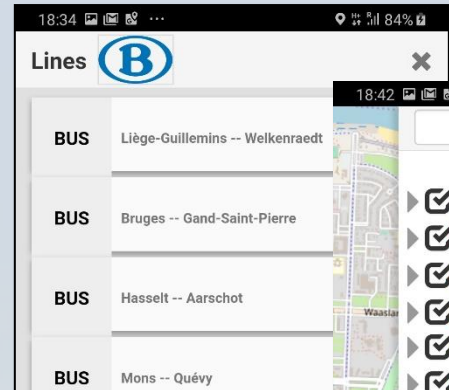 18:34 ... 84%
Lines B
18:42
BUS Liège-Guillemins -- Welkenraedt
BUS Bruges -- Gand-Saint-Pierre
BUS Hasselt -- Aarschot
BUS Mons -- Quévy